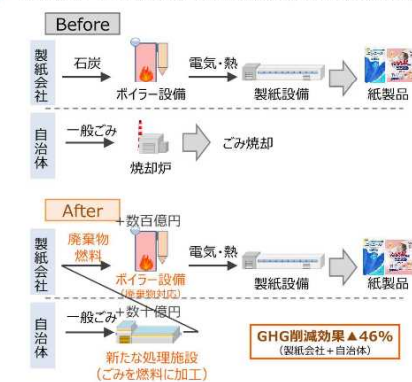 Before
製紙会社
石炭
ボイラー設備
電気・熱
製紙設備
紙製品
自治体
一般ごみ
焼却炉
ごみ焼却
After
+数百億円
製紙会社
廃棄物
燃料
ボイラー設備
(廃棄物対応)
電気・熱
製紙設備
紙製品
自治体
一般ごみ
+数十億円
新たな処理施設
(ごみを燃料に加工)
GHG削減効果▲46%
(製紙会社+自治体)